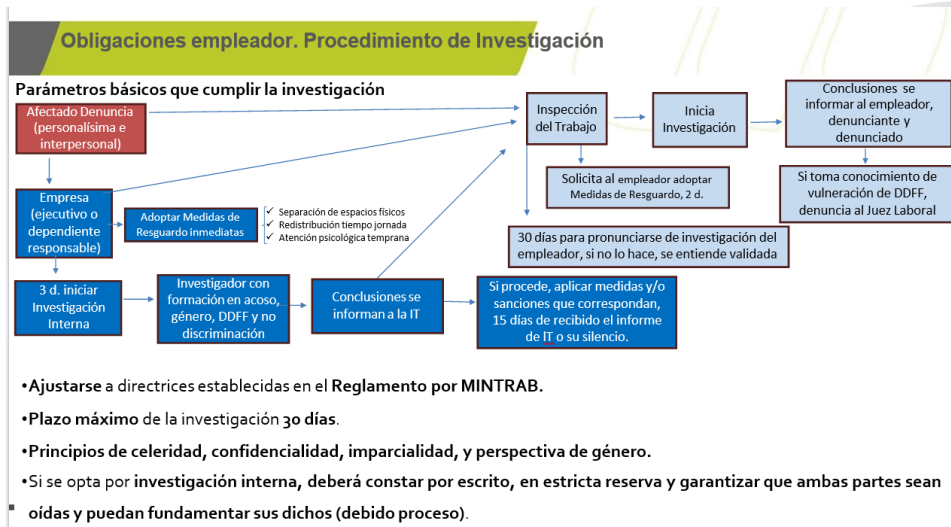 Obligaciones empleador. Procedimiento de Investigación
Parámetros básicos que cumplir la investigación
Afectado Denuncia
(personalísima e
interpersonal)
Empresa
(ejecutivo o
dependiente
responsable)
Adoptar Medidas de
Resguardo inmediatas
✓ Separación de espacios físicos
✓ Redistribución tiempo jornada
✓ Atención psicológica temprana
3 d. iniciar
Investigación
Interna
Investigador con
formación en acoso,
género, DDFF y no
discriminación
Conclusiones se
informan a la IT
Si procede, aplicar medidas y/o
sanciones que correspondan,
15 días de recibido el informe
de IT o su silencio.
Inspección
del Trabajo
Inicia
Investigación
Conclusiones se
informar al empleador,
denunciante y
denunciado
Solicita al empleador adoptar
Medidas de Resguardo, 2 d.
Si toma conocimiento de
vulneración de DDFF,
denuncia al Juez Laboral
30 días para pronunciarse de investigación del
empleador, si no lo hace, se entiende validada
•Ajustarse a directrices establecidas en el Reglamento por MINTRAB.
•Plazo máximo de la investigación 30 días.
•Principios de celeridad, confidencialidad, imparcialidad, y perspectiva de género.
•Si se opta por investigación interna, deberá constar por escrito, en estricta reserva y garantizar que ambas partes sean
oídas y puedan fundamentar sus dichos (debido proceso).